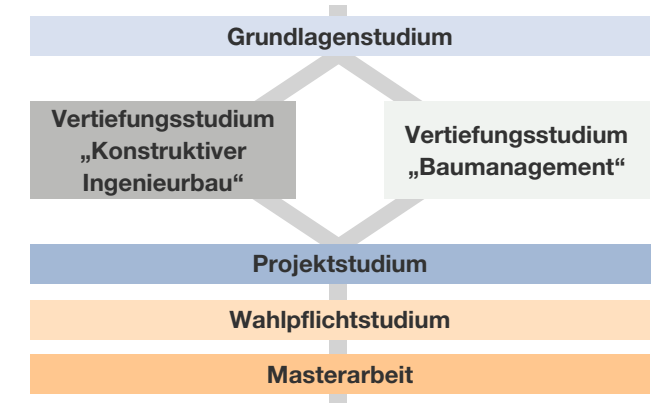 Grundlagenstudium
Vertiefungsstudium
„Konstruktiver
Ingenieurbau“
Vertiefungsstudium
„Baumanagement“
Projektstudium
Wahlpflichtstudium
Masterarbeit